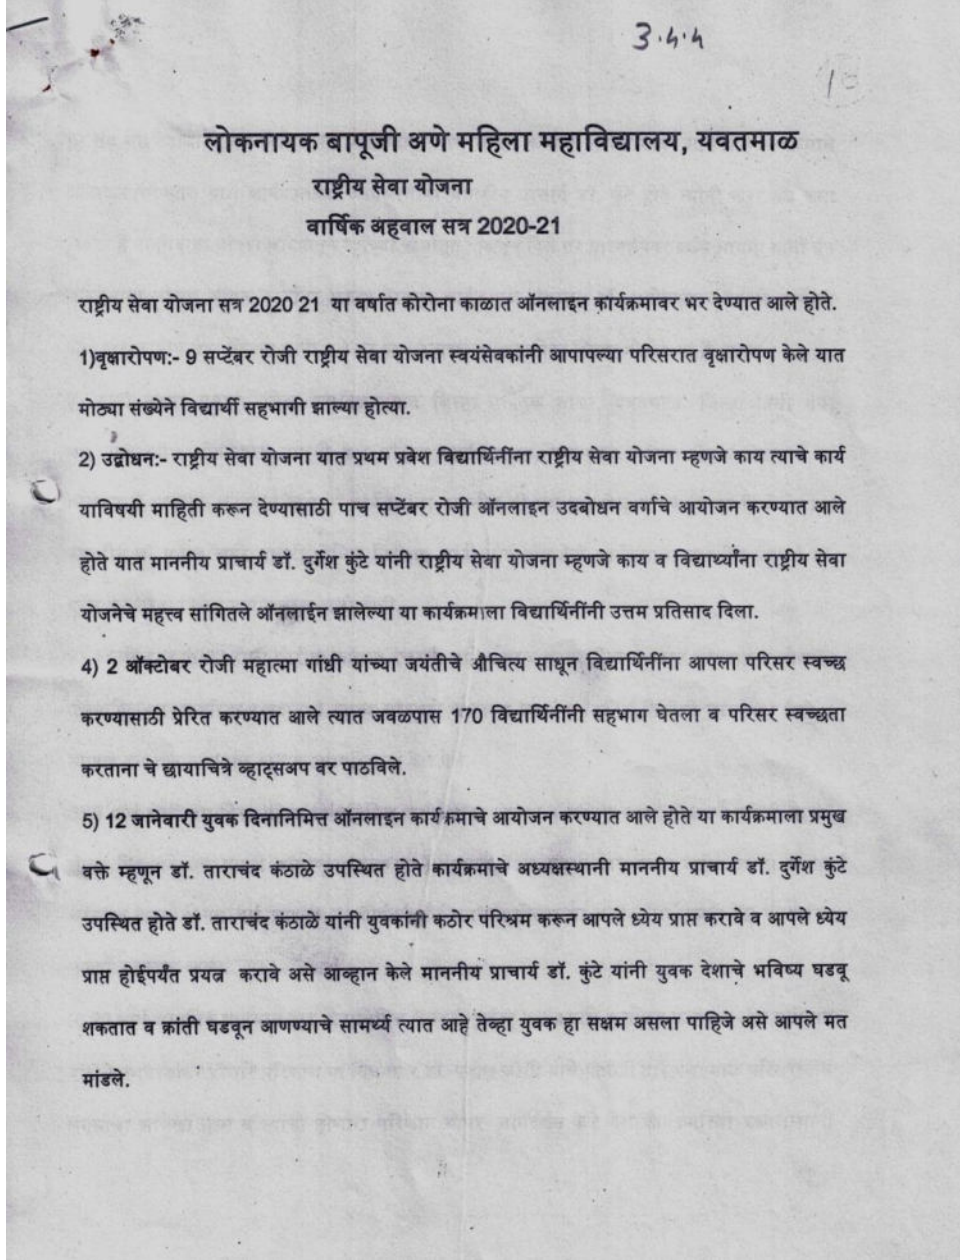 3.4.4
लोकनायक बापूजी अणे महिला महाविद्यालय, यवतमाळ
राष्ट्रीय सेवा योजना
वार्षिक अहवाल सत्र 2020-21
राष्ट्रीय सेवा योजना सत्र 2020 21 या वर्षात कोरोना काळात ऑनलाइन कार्यक्रमावर भर देण्यात आले होते.
1)वृक्षारोपण:- 9 सप्टेंबर रोजी राष्ट्रीय सेवा योजना स्वयंसेवकांनी आपापल्या परिसरात वृक्षारोपण केले यात
मोठ्या संख्येने विद्यार्थी सहभागी झाल्या होत्या.
2) उद्बोधन:- राष्ट्रीय सेवा योजना यात प्रथम प्रवेश विद्यार्थिनींना राष्ट्रीय सेवा योजना म्हणजे काय त्याचे कार्य
याविषयी माहिती करून देण्यासाठी पाच सप्टेंबर रोजी ऑनलाइन उदबोधन वर्गाचे आयोजन करण्यात आले
होते यात माननीय प्राचार्य डॉ. दुर्गेश कुंटे यांनी राष्ट्रीय सेवा योजना म्हणजे काय व विद्यार्थ्यांना राष्ट्रीय सेवा
योजनेचे महत्त्व सांगितले ऑनलाईन झालेल्या या कार्यक्रमाला विद्यार्थिनींनी उत्तम प्रतिसाद दिला.
4) 2 ऑक्टोबर रोजी महात्मा गांधी यांच्या जयंतीचे औचित्य साधून विद्यार्थिनींना आपला परिसर स्वच्छ
करण्यासाठी प्रेरित करण्यात आले त्यात जवळपास 170 विद्यार्थिनींनी सहभाग घेतला व परिसर स्वच्छता
करताना चे छायाचित्रे व्हाट्सअप वर पाठविले.
5) 12 जानेवारी युवक दिनानिमित्त ऑनलाइन कार्यक्रमाचे आयोजन करण्यात आले होते या कार्यक्रमाला प्रमुख
वक्ते म्हणून डॉ. ताराचंद कंठाळे उपस्थित होते कार्यक्रमाचे अध्यक्षस्थानी माननीय प्राचार्य डॉ. दुर्गेश कुंटे
उपस्थित होते डॉ. ताराचंद कंठाळे यांनी युवकांनी कठोर परिश्रम करून आपले ध्येय प्राप्त करावे व आपले ध्येय
प्राप्त होईपर्यंत प्रयत्न करावे असे आव्हान केले माननीय प्राचार्य डॉ. कुंटे यांनी युवक देशाचे भविष्य घडवू
शकतात व क्रांती घडवून आणण्याचे सामर्थ्य त्यात आहे तेव्हा युवक हा सक्षम असला पाहिजे असे आपले मत
मांडले.